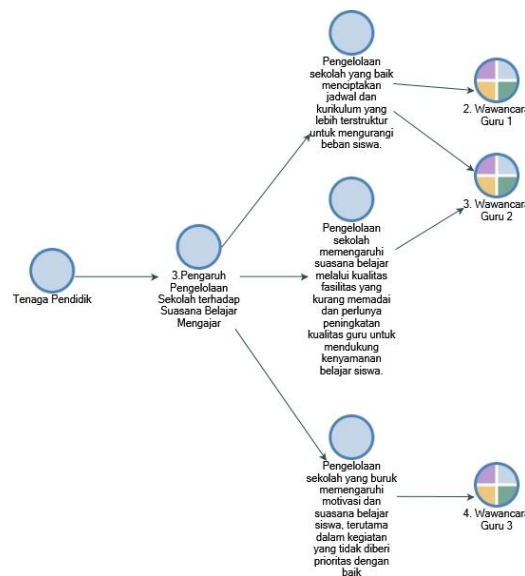 Pengelolaan
sekolah yang baik
menciptakan
jadwal dan
kurikulum yang
lebih terstruktur
untuk mengurangi
beban siswa.
2. Wawancara
Guru 1
3. Wawancara
Guru 2
Tenaga Pendidik
3.Pengaruh
Pengelolaan
Sekolah terhadap
Suasana Belajar
Mengajar
Pengelolaan
sekolah
memengaruhi
suasana belajar
melalui kualitas
fasilitas yang
kurang memadai
dan perlunya
peningkatan
kualitas guru untuk
mendukung
kenyamanan
belajar siswa.
Pengelolaan
sekolah yang buruk
memengaruhi
motivasi dan
suasana belajar
siswa, terutama
dalam kegiatan
yang tidak diberi
prioritas dengan
baik
4. Wawancara
Guru 3